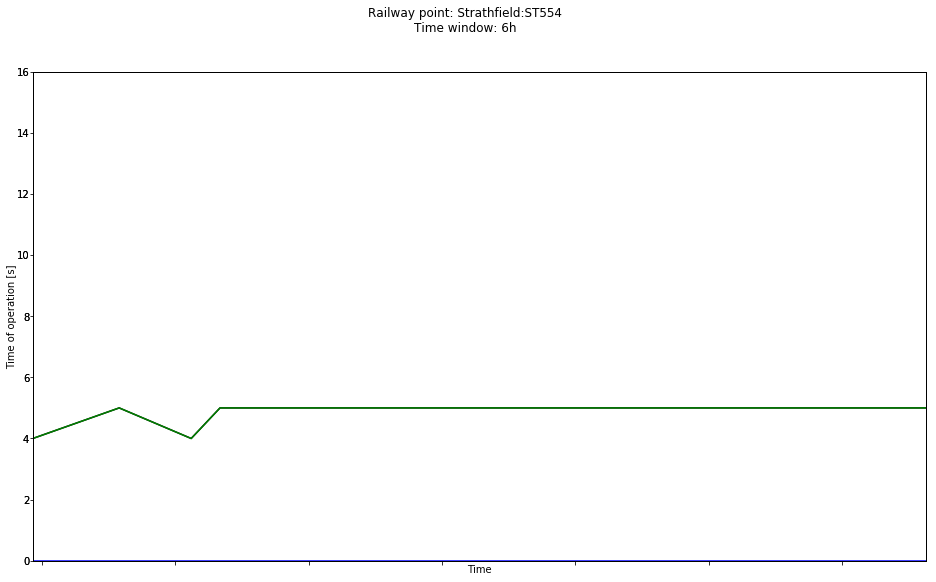 Railway point: Strathfield:ST554
Time window: 6h
16
14
12
10
8
6
4
2
0
Time of operation [s]
Time